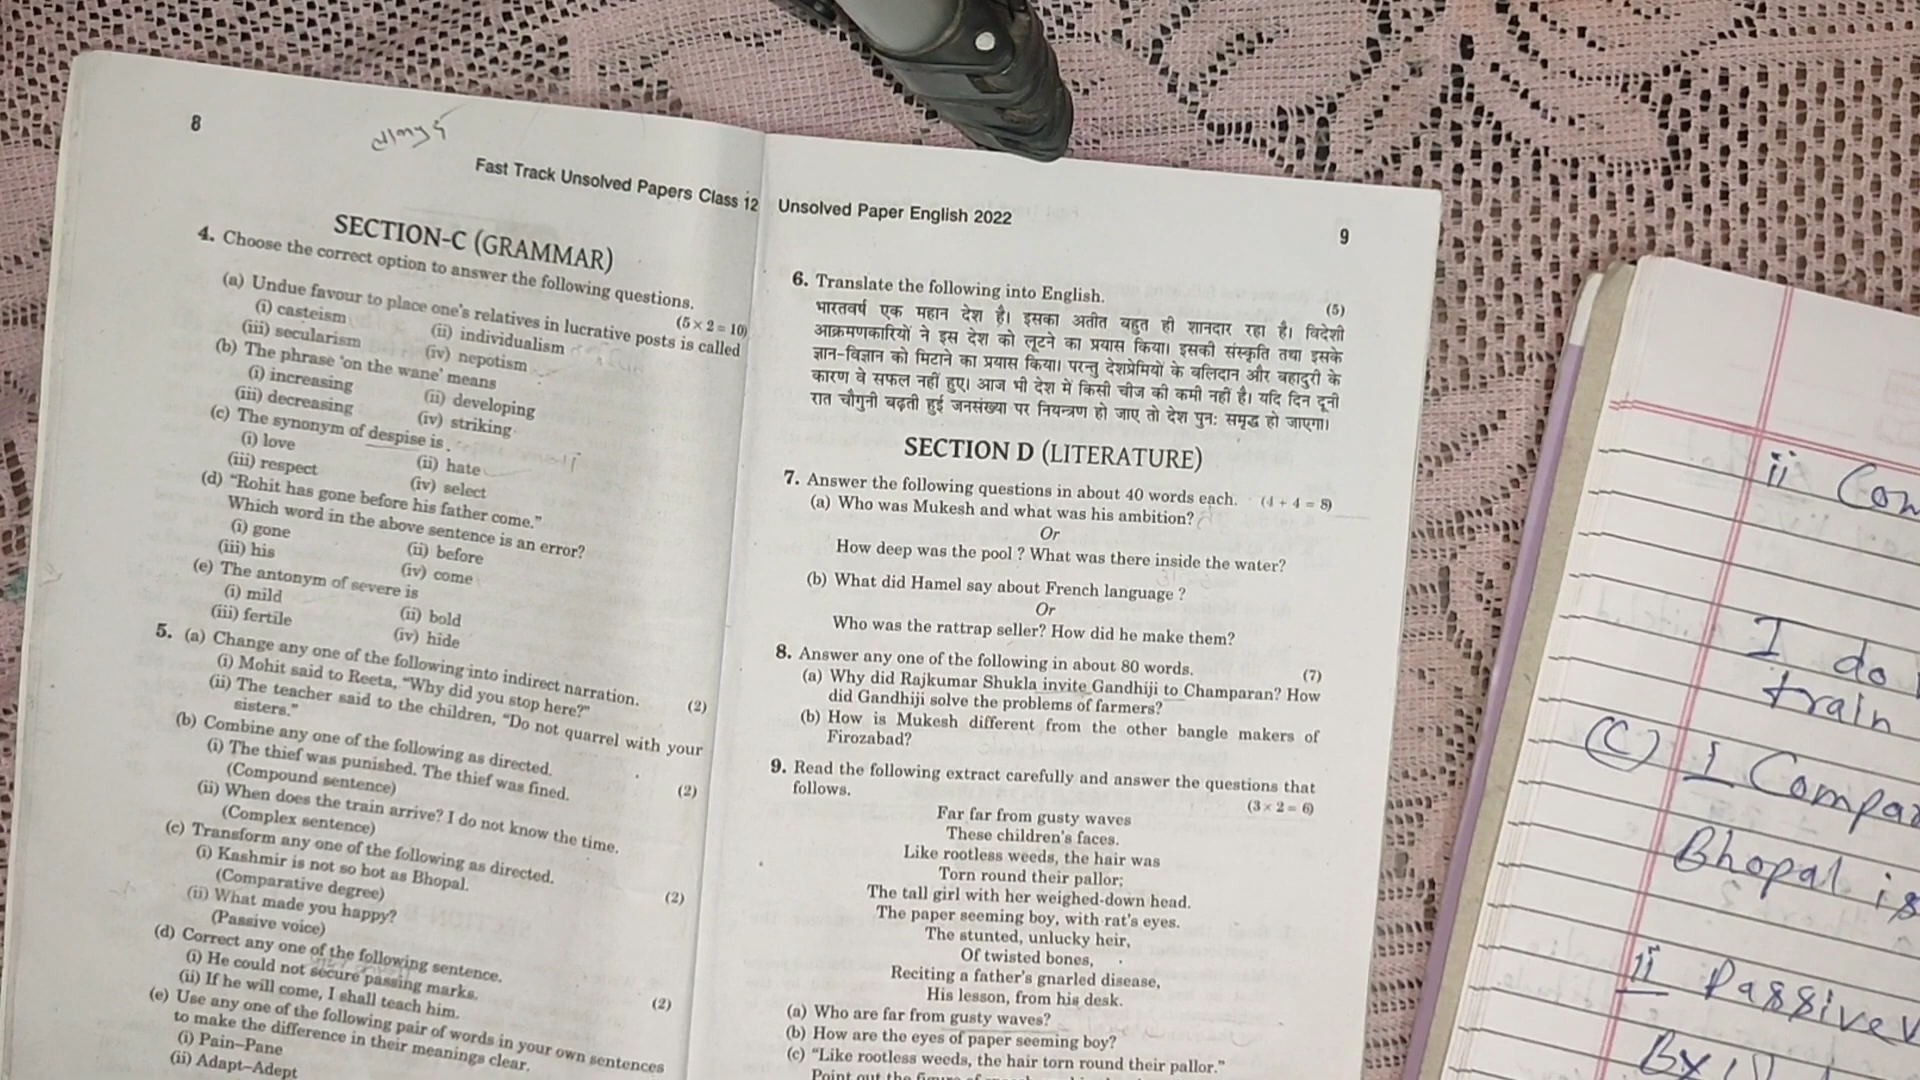 8
Fast Track Unsolved Papers Class 12
SECTION-C (GRAMMAR)
4. Choose the correct option to answer the following questions.
(5 × 2 = 10)
(a) Undue favour to place one's relatives in lucrative posts is called
(i) casteism (ii) individualism
(iii) secularism (iv) nepotism
(b) The phrase 'on the wane' means
(i) increasing (ii) developing
(iii) decreasing (iv) striking
(c) The synonym of despise is
(i) love (ii) hate
(iii) respect (iv) select
(d) "Rohit has gone before his father come."
Which word in the above sentence is an error?
(i) gone (ii) before
(iii) his (iv) come
(e) The antonym of severe is
(i) mild (ii) bold
(iii) fertile (iv) hide
5. (a) Change any one of the following into indirect narration. (2)
(i) Mohit said to Reeta, "Why did you stop here?"
(ii) The teacher said to the children, "Do not quarrel with your
sisters."
(b) Combine any one of the following as directed. (2)
(i) The thief was punished. The thief was fined.
(Compound sentence)
(ii) When does the train arrive? I do not know the time.
(Complex sentence)
(c) Transform any one of the following as directed. (2)
(i) Kashmir is not so hot as Bhopal.
(Comparative degree)
(ii) What made you happy?
(Passive voice)
(d) Correct any one of the following sentence. (2)
(i) He could not secure passing marks.
(ii) If he will come, I shall teach him.
(e) Use any one of the following pair of words in your own sentences
to make the difference in their meanings clear.
(i) Pain–Pane
(ii) Adapt–Adept
Unsolved Paper English 2022
9
6. Translate the following into English. (5)
भारतवर्ष एक महान देश है। इसका अतीत बहुत ही शानदार रहा है। विदेशी
आक्रमणकारियों ने इस देश को लूटने का प्रयास किया। इसकी संस्कृति तथा इसके
ज्ञान-विज्ञान को मिटाने का प्रयास किया। परन्तु देशप्रेमियों के बलिदान और बहादुरी के
कारण वे सफल नहीं हुए। आज भी देश में किसी चीज की कमी नहीं है। यदि दिन दूनी
रात चौगुनी बढ़ती हुई जनसंख्या पर नियन्त्रण हो जाए तो देश पुनः समृद्ध हो जाएगा।
SECTION D (LITERATURE)
7. Answer the following questions in about 40 words each. (4 + 4 = 8)
(a) Who was Mukesh and what was his ambition?
Or
How deep was the pool ? What was there inside the water?
(b) What did Hamel say about French language ?
Or
Who was the rattrap seller? How did he make them?
8. Answer any one of the following in about 80 words. (7)
(a) Why did Rajkumar Shukla invite Gandhiji to Champaran? How
did Gandhiji solve the problems of farmers?
(b) How is Mukesh different from the other bangle makers of
Firozabad?
9. Read the following extract carefully and answer the questions that
follows. (3 × 2 = 6)
Far far from gusty waves
These children's faces.
Like rootless weeds, the hair was
Torn round their pallor;
The tall girl with her weighed-down head.
The paper seeming boy, with rat's eyes.
The stunted, unlucky heir,
Of twisted bones,
Reciting a father's gnarled disease,
His lesson, from his desk.
(a) Who are far from gusty waves?
(b) How are the eyes of paper seeming boy?
(c) "Like rootless weeds, the hair torn round their pallor."
Point out the
ii Com
I do
train
(C) I Compar
Bhopal is
ii Passive V